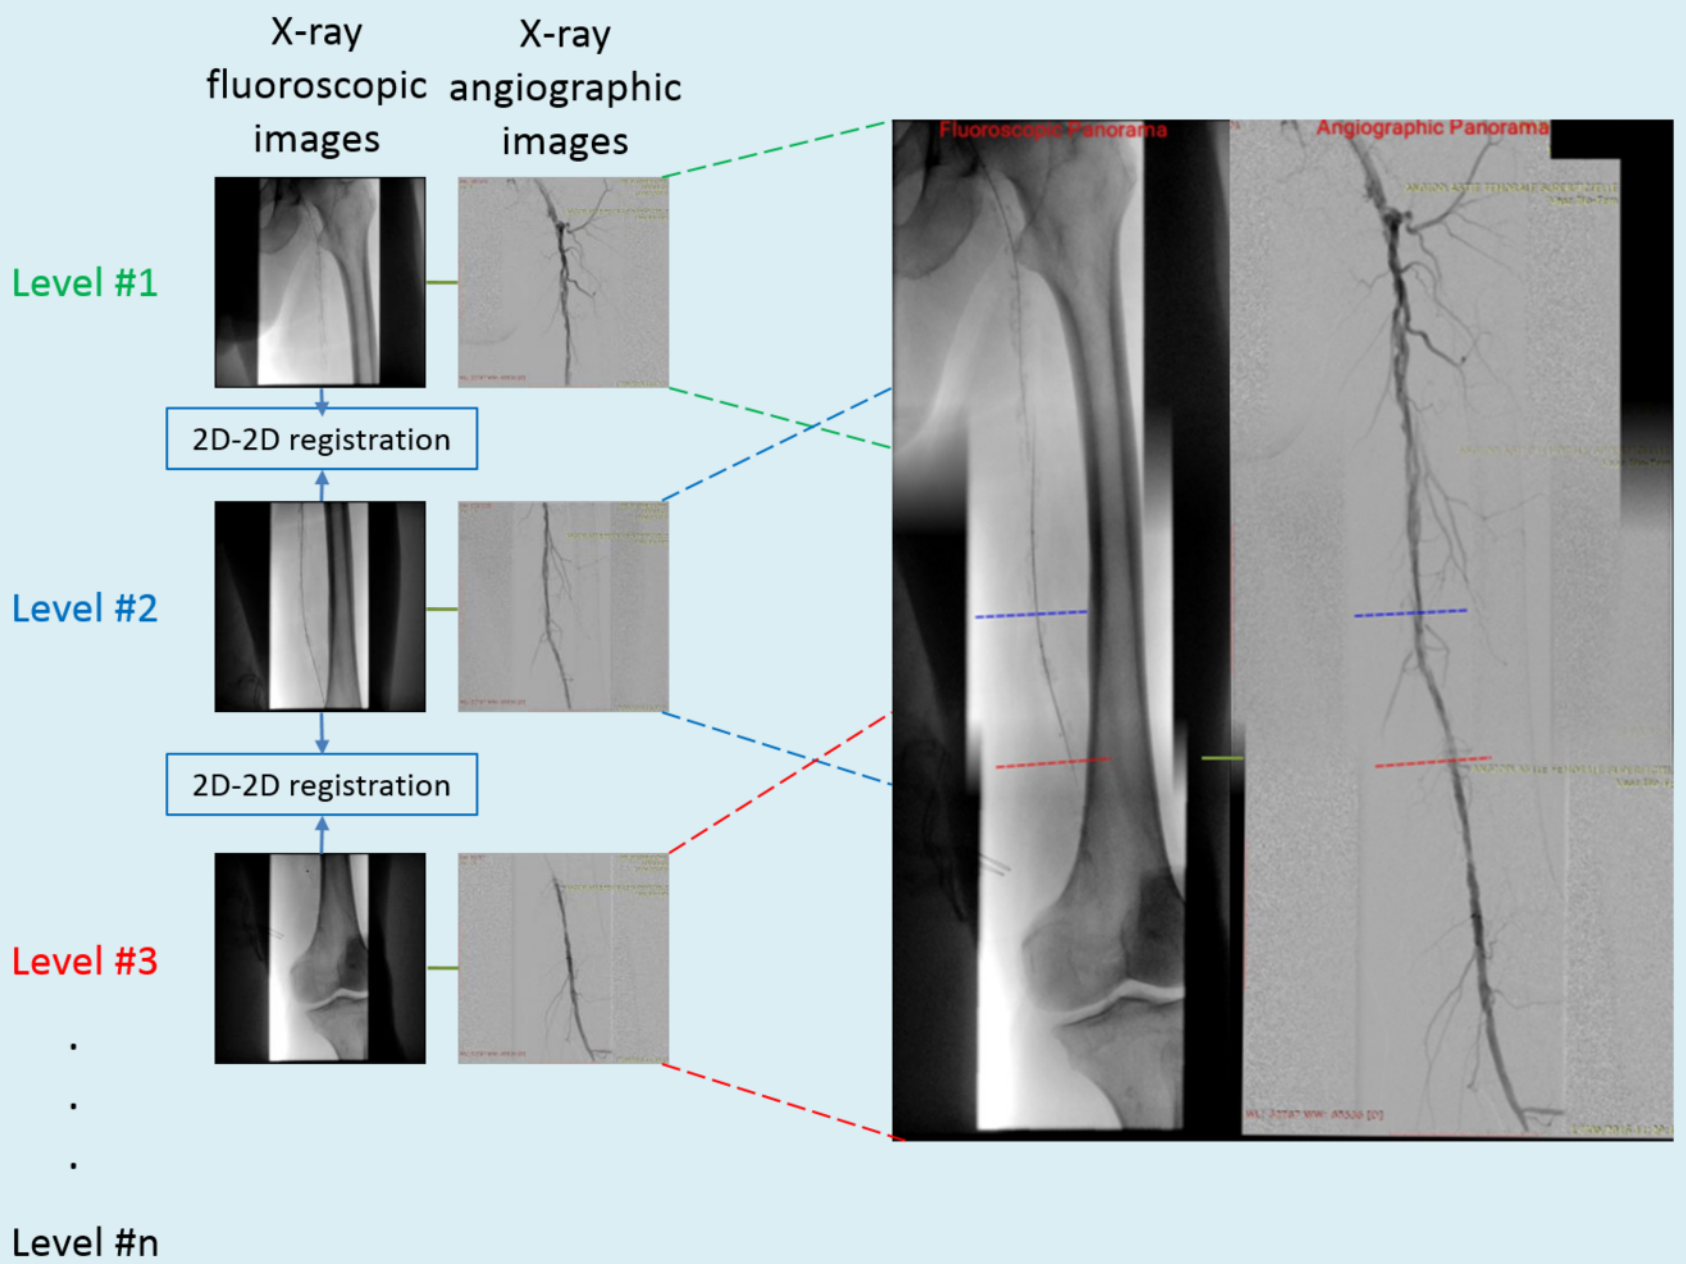 X-ray
fluoroscopic
images
X-ray
angiographic
images
Level #1
2D-2D registration
Level #2
2D-2D registration
Level #3
.
.
.
Level #n
Fluoroscopic Panorama
Angiographic Panorama